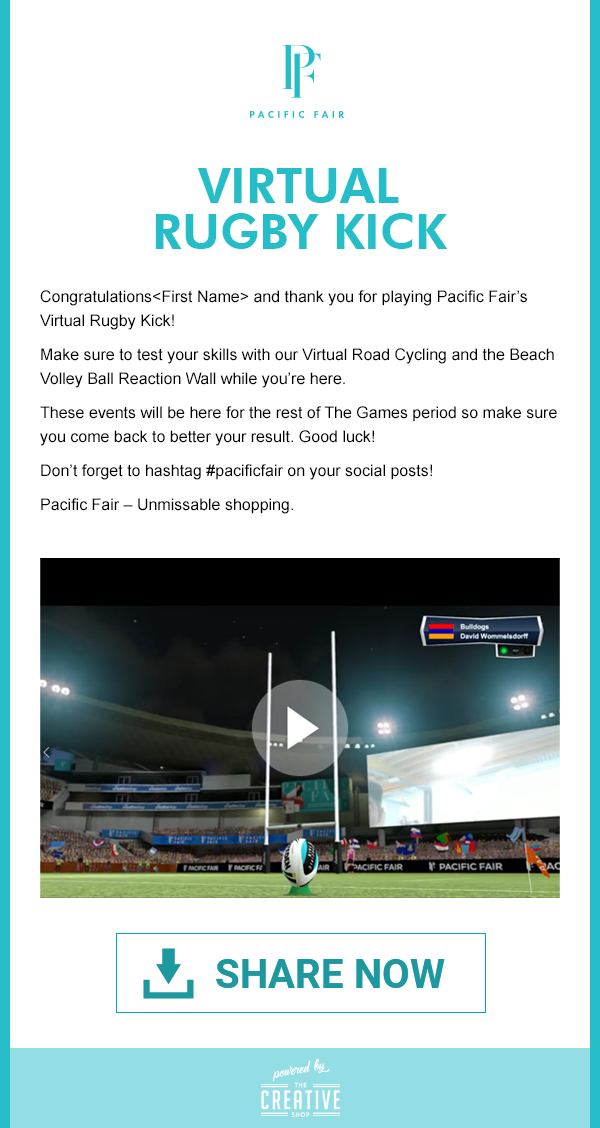 PF
PACIFIC FAIR
VIRTUAL
RUGBY KICK
Congratulations<First Name> and thank you for playing Pacific Fair’s
Virtual Rugby Kick!
Make sure to test your skills with our Virtual Road Cycling and the Beach
Volley Ball Reaction Wall while you’re here.
These events will be here for the rest of The Games period so make sure
you come back to better your result. Good luck!
Don’t forget to hashtag #pacificfair on your social posts!
Pacific Fair – Unmissable shopping.
Bulldogs
David Wommelsdorff
PACIFIC FAIR
PACIFIC FAIR
PACIFIC FAIR
SHARE NOW
powered by
THE
CREATIVE
SHOP